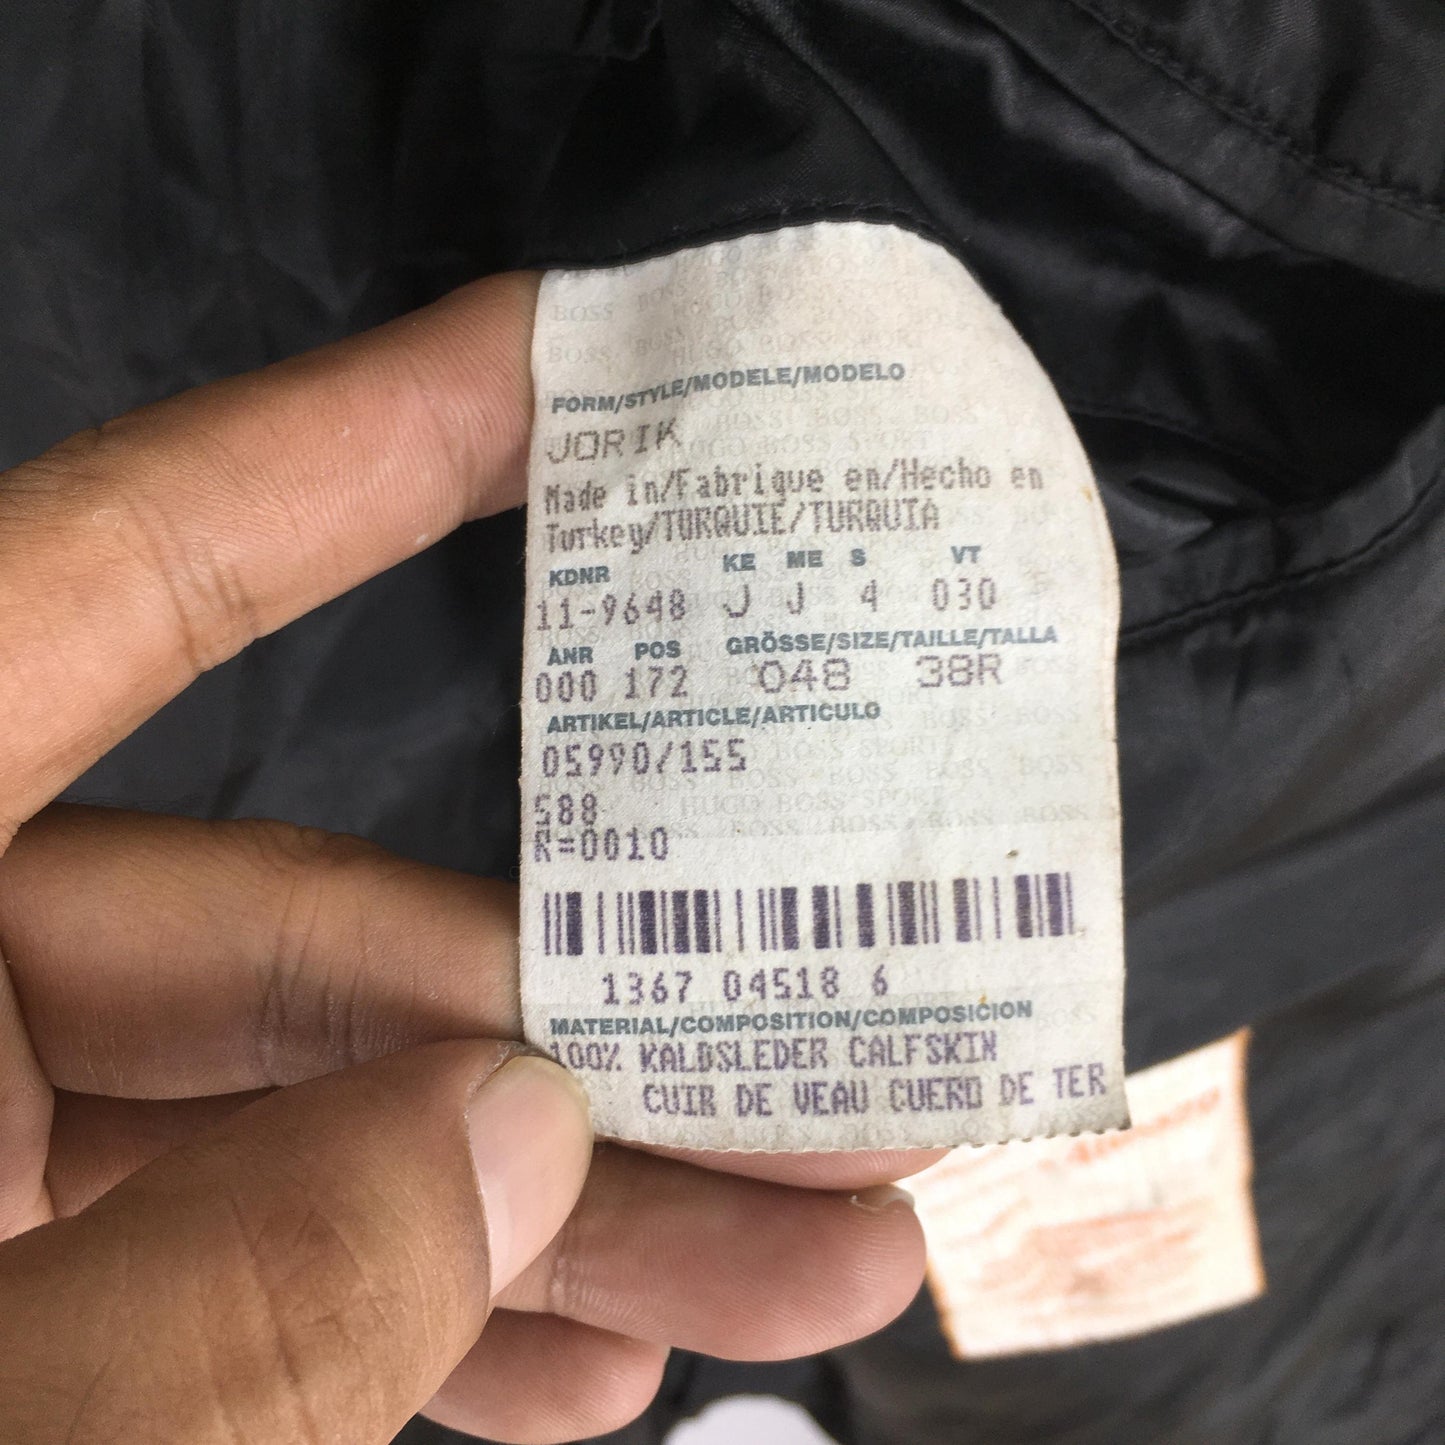 FORM/STYLE/MODELE/MODELO
JORIK
Made in/Fabrique en/Hecho en
Turkey/TURQUIE/TURQUIA
KDNR KE ME S VT
11-9648 J J 4 030
ANR POS GRÖSSE/SIZE/TAILLE/TALLA
000 172 048 38R
ARTIKEL/ARTICLE/ARTICULO
05990/155
588
R=0010
1367 04518 6
MATERIAL/COMPOSITION/COMPOSICION
100% KALBSLEDER CALFSKIN
CUIR DE VEAU CUERO DE TER